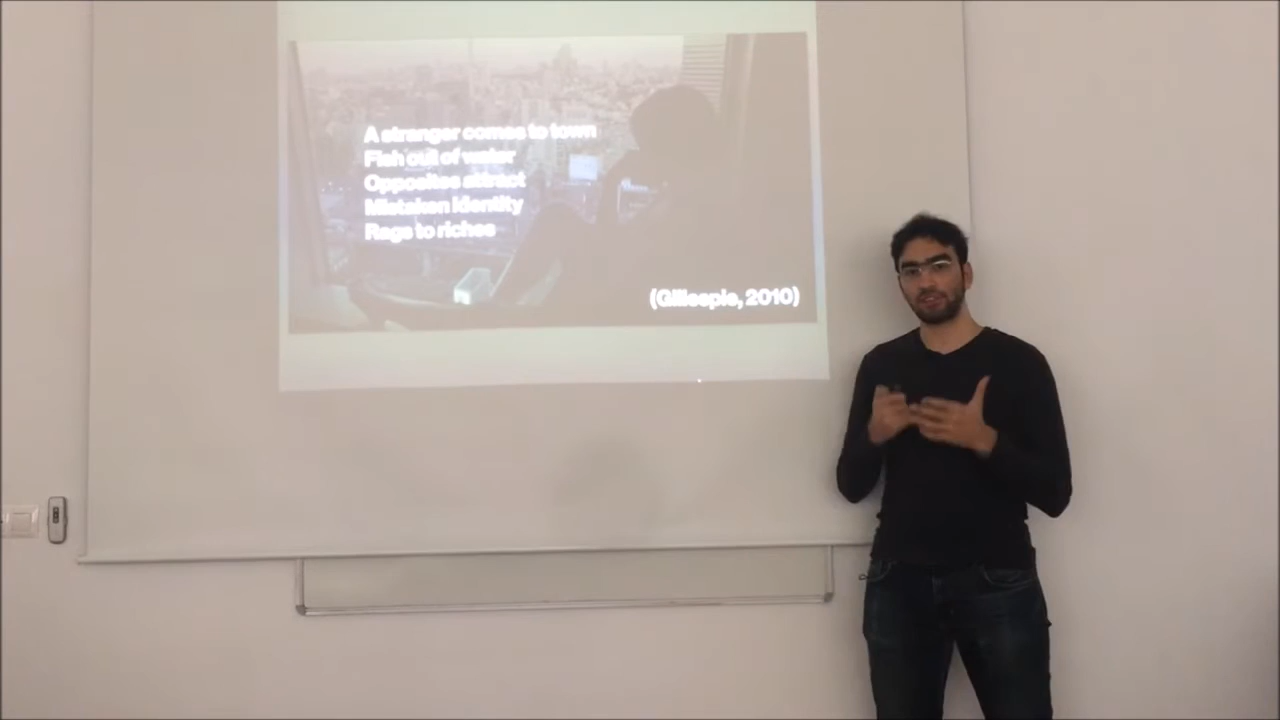 A stranger comes to town
Fish out of water
Opposites attract
Mistaken identity
Rags to riches
(Gillespie, 2010)